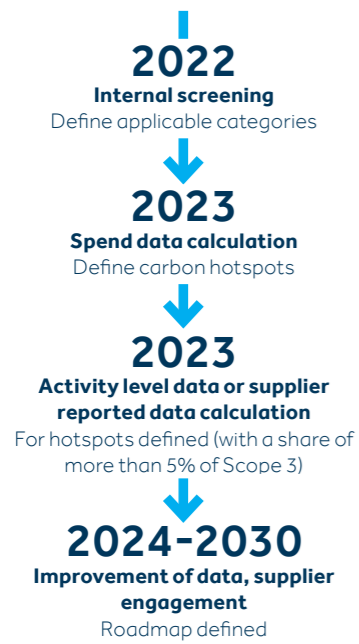 2022
Internal screening
Define applicable categories
2023
Spend data calculation
Define carbon hotspots
2023
Activity level data or supplier
reported data calculation
For hotspots defined (with a share of
more than 5% of Scope 3)
2024-2030
Improvement of data, supplier
engagement
Roadmap defined